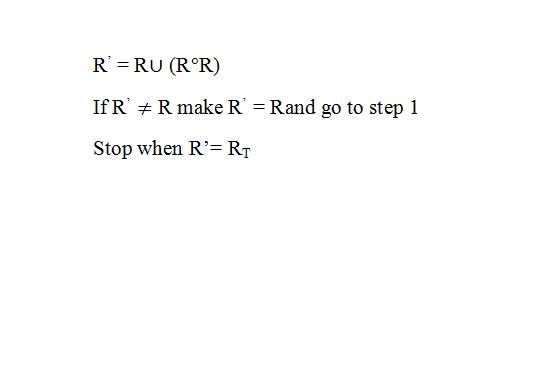 R' = R∪ (R°R)
If R' ≠ R make R' = Rand go to step 1
Stop when R’= R_T